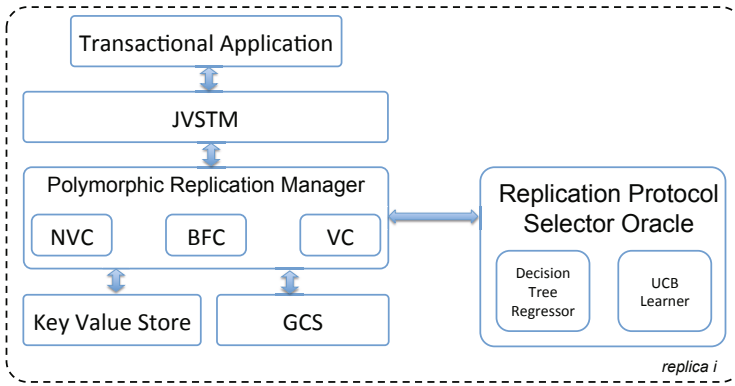 Transactional Application
JVSTM
Polymorphic Replication Manager
NVC
BFC
VC
Key Value Store
GCS
Replication Protocol
Selector Oracle
Decision
Tree
Regressor
UCB
Learner
replica i